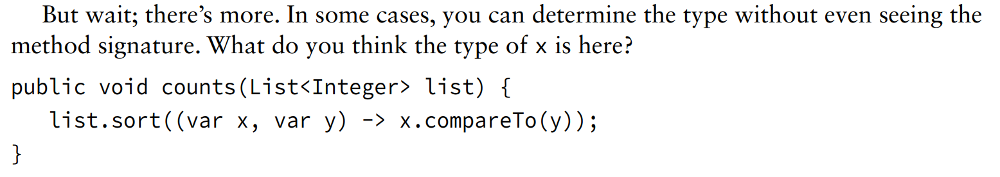 But wait; there’s more. In some cases, you can determine the type without even seeing the
method signature. What do you think the type of x is here?
public void counts(List<Integer> list) {
   list.sort((var x, var y) -> x.compareTo(y));
}